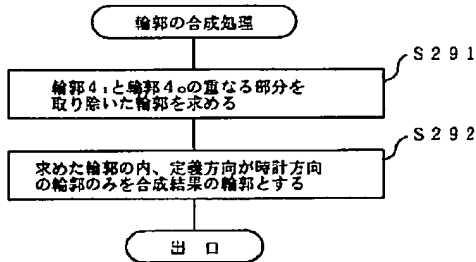 輪郭の合成処理
S291
輪郭4₁と輪郭4₀の重なる部分を
取り除いた輪郭を求める
S292
求めた輪郭の内、定義方向が時計方向
の輪郭のみを合成結果の輪郭とする
出 口